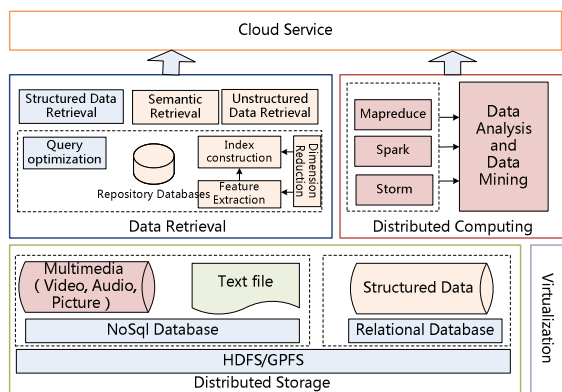 Cloud Service
Structured Data
Retrieval
Semantic
Retrieval
Unstructured
Data Retrieval
Query
optimization
Repository Databases
Index
construction
Feature
Extraction
Dimension
Reduction
Data Retrieval
Mapreduce
Spark
Storm
Data
Analysis
and
Data
Mining
Distributed Computing
Multimedia
( Video, Audio,
Picture )
Text file
NoSql Database
Structured Data
Relational Database
HDFS/GPFS
Distributed Storage
Virtualization